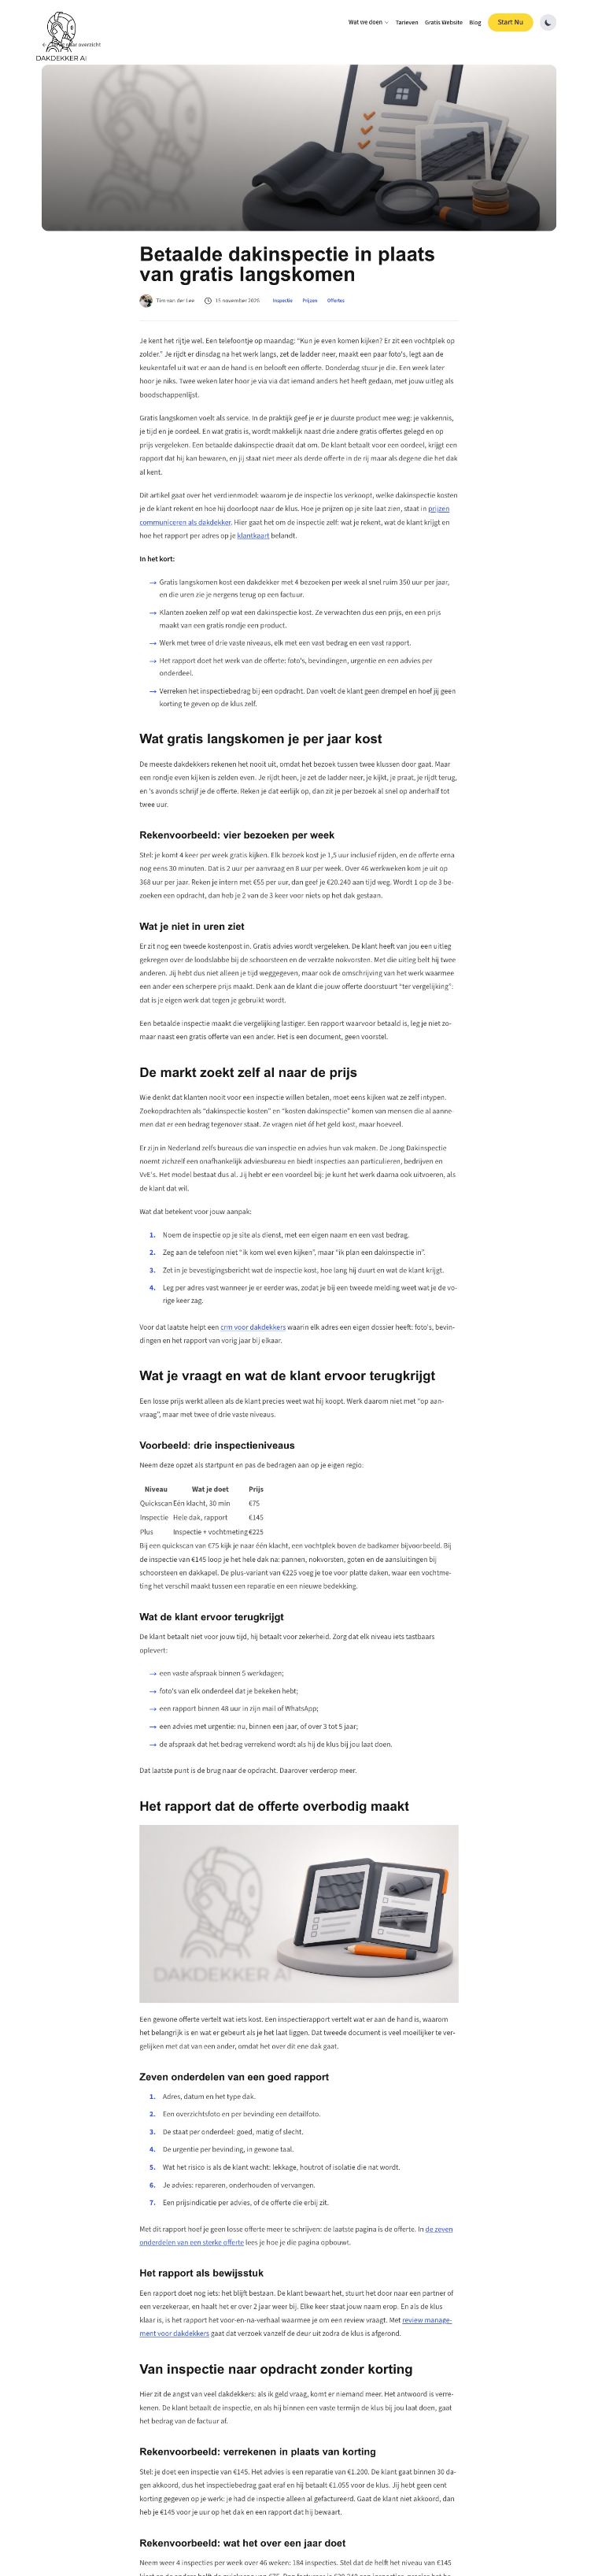 Wat we doen
Tarieven
Gratis Website
Blog
Start Nu
naar overzicht
DAKDEKKER AI
Betaalde dakinspectie in plaats
van gratis langskomen
Tim van der Lee
15 november 2025
Inspectie
Prijzen
Offertes
Je kent het rijtje wel. Een telefoontje op maandag: “Kun je even komen kijken? Er zit een vochtplek op
zolder.” Je rijdt er dinsdag na het werk langs, zet de ladder neer, maakt een paar foto's, legt aan de
keukentafel uit wat er aan de hand is en belooft een offerte. Donderdag stuur je die. Een week later
hoor je niks. Twee weken later hoor je via via dat iemand anders het heeft gedaan, met jouw uitleg als
boodschappenlijst.
Gratis langskomen voelt als service. In de praktijk geef je er je duurste product mee weg: je vakkennis,
je tijd en je oordeel. En wat gratis is, wordt makkelijk naast drie andere gratis offertes gelegd en op
prijs vergeleken. Een betaalde dakinspectie draait dat om. De klant betaalt voor een oordeel, krijgt een
rapport dat hij kan bewaren, en jij staat niet meer als derde offerte in de rij maar als degene die het dak
al kent.
Dit artikel gaat over het verdienmodel: waarom je de inspectie los verkoopt, welke dakinspectie kosten
je de klant rekent en hoe hij doorloopt naar de klus. Hoe je prijzen op je site laat zien, staat in prijzen
communiceren als dakdekker. Hier gaat het om de inspectie zelf: wat je rekent, wat de klant krijgt en
hoe het rapport per adres op je klantkaart belandt.
In het kort:
→ Gratis langskomen kost een dakdekker met 4 bezoeken per week al snel ruim 350 uur per jaar,
en die uren zie je nergens terug op een factuur.
→ Klanten zoeken zelf op wat een dakinspectie kost. Ze verwachten dus een prijs, en een prijs
maakt van een gratis rondje een product.
→ Werk met twee of drie vaste niveaus, elk met een vast bedrag en een vast rapport.
→ Het rapport doet het werk van de offerte: foto's, bevindingen, urgentie en een advies per
onderdeel.
→ Verreken het inspectiebedrag bij een opdracht. Dan voelt de klant geen drempel en hoef jij geen
korting te geven op de klus zelf.
Wat gratis langskomen je per jaar kost
De meeste dakdekkers rekenen het nooit uit, omdat het bezoek tussen twee klussen door gaat. Maar
een rondje even kijken is zelden even. Je rijdt heen, je zet de ladder neer, je kijkt, je praat, je rijdt terug,
en 's avonds schrijf je de offerte. Reken je dat eerlijk op, dan zit je per bezoek al snel op anderhalf tot
twee uur.
Rekenvoorbeeld: vier bezoeken per week
Stel: je komt 4 keer per week gratis kijken. Elk bezoek kost je 1,5 uur inclusief rijden, en de offerte erna
nog eens 30 minuten. Dat is 2 uur per aanvraag en 8 uur per week. Over 46 werkweken kom je uit op
368 uur per jaar. Reken je intern met €55 per uur, dan geef je €20.240 aan tijd weg. Wordt 1 op de 3 be-
zoeken een opdracht, dan heb je 2 van de 3 keer voor niets op het dak gestaan.
Wat je niet in uren ziet
Er zit nog een tweede kostenpost in. Gratis advies wordt vergeleken. De klant heeft van jou een uitleg
gekregen over de loodslabbe bij de schoorsteen en de verzakte nokvorsten. Met die uitleg belt hij twee
anderen. Jij hebt dus niet alleen je tijd weggegeven, maar ook de omschrijving van het werk waarmee
een ander een scherpere prijs maakt. Denk aan de klant die jouw offerte doorstuurt “ter vergelijking”:
dat is je eigen werk dat tegen je gebruikt wordt.
Een betaalde inspectie maakt die vergelijking lastiger. Een rapport waarvoor betaald is, leg je niet zo-
maar naast een gratis offerte van een ander. Het is een document, geen voorstel.
De markt zoekt zelf al naar de prijs
Wie denkt dat klanten nooit voor een inspectie willen betalen, moet eens kijken wat ze zelf intypen.
Zoekopdrachten als “dakinspectie kosten” en “kosten dakinspectie” komen van mensen die al aanne-
men dat er een bedrag tegenover staat. Ze vragen niet óf het geld kost, maar hoeveel.
Er zijn in Nederland zelfs bureaus die van inspectie en advies hun vak maken. De Jong Dakinspectie
noemt zichzelf een onafhankelijk adviesbureau en biedt inspecties aan particulieren, bedrijven en
VvE's. Het model bestaat dus al. Jij hebt er een voordeel bij: je kunt het werk daarna ook uitvoeren, als
de klant dat wil.
Wat dat betekent voor jouw aanpak:
1. Noem de inspectie op je site als dienst, met een eigen naam en een vast bedrag.
2. Zeg aan de telefoon niet “ik kom wel even kijken”, maar “ik plan een dakinspectie in”.
3. Zet in je bevestigingsbericht wat de inspectie kost, hoe lang hij duurt en wat de klant krijgt.
4. Leg per adres vast wanneer je er eerder was, zodat je bij een tweede melding weet wat je de vo-
rige keer zag.
Voor dat laatste helpt een crm voor dakdekkers waarin elk adres een eigen dossier heeft: foto's, bevin-
dingen en het rapport van vorig jaar bij elkaar.
Wat je vraagt en wat de klant ervoor terugkrijgt
Een losse prijs werkt alleen als de klant precies weet wat hij koopt. Werk daarom niet met “op aan-
vraag”, maar met twee of drie vaste niveaus.
Voorbeeld: drie inspectieniveaus
Neem deze opzet als startpunt en pas de bedragen aan op je eigen regio:
Niveau Wat je doet Prijs
Quickscan Eén klacht, 30 min €75
Inspectie Hele dak, rapport €145
Plus Inspectie + vochtmeting €225
Bij een quickscan van €75 kijk je naar één klacht, een vochtplek boven de badkamer bijvoorbeeld. Bij
de inspectie van €145 loop je het hele dak na: pannen, nokvorsten, goten en de aansluitingen bij
schoorsteen en dakkapel. De plus-variant van €225 voeg je toe voor platte daken, waar een vochtme-
ting het verschil maakt tussen een reparatie en een nieuwe bedekking.
Wat de klant ervoor terugkrijgt
De klant betaalt niet voor jouw tijd, hij betaalt voor zekerheid. Zorg dat elk niveau iets tastbaars
oplevert:
→ een vaste afspraak binnen 5 werkdagen;
→ foto's van elk onderdeel dat je bekeken hebt;
→ een rapport binnen 48 uur in zijn mail of WhatsApp;
→ een advies met urgentie: nu, binnen een jaar, of over 3 tot 5 jaar;
→ de afspraak dat het bedrag verrekend wordt als hij de klus bij jou laat doen.
Dat laatste punt is de brug naar de opdracht. Daarover verderop meer.
Het rapport dat de offerte overbodig maakt
DAKDEKKER AI
Een gewone offerte vertelt wat iets kost. Een inspectierapport vertelt wat er aan de hand is, waarom
het belangrijk is en wat er gebeurt als je het laat liggen. Dat tweede document is veel moeilijker te ver-
gelijken met dat van een ander, omdat het over dit ene dak gaat.
Zeven onderdelen van een goed rapport
1. Adres, datum en het type dak.
2. Een overzichtsfoto en per bevinding een detailfoto.
3. De staat per onderdeel: goed, matig of slecht.
4. De urgentie per bevinding, in gewone taal.
5. Wat het risico is als de klant wacht: lekkage, houtrot of isolatie die nat wordt.
6. Je advies: repareren, onderhouden of vervangen.
7. Een prijsindicatie per advies, of de offerte die erbij zit.
Met dit rapport hoef je geen losse offerte meer te schrijven: de laatste pagina is de offerte. In de zeven
onderdelen van een sterke offerte lees je hoe je die pagina opbouwt.
Het rapport als bewijsstuk
Een rapport doet nog iets: het blijft bestaan. De klant bewaart het, stuurt het door naar een partner of
een verzekeraar, en haalt het er over 2 jaar weer bij. Elke keer staat jouw naam erop. En als de klus
klaar is, is het rapport het voor-en-na-verhaal waarmee je om een review vraagt. Met review manage-
ment voor dakdekkers gaat dat verzoek vanzelf de deur uit zodra de klus is afgerond.
Van inspectie naar opdracht zonder korting
Hier zit de angst van veel dakdekkers: als ik geld vraag, komt er niemand meer. Het antwoord is verre-
kenen. De klant betaalt de inspectie, en als hij binnen een vaste termijn de klus bij jou laat doen, gaat
het bedrag van de factuur af.
Rekenvoorbeeld: verrekenen in plaats van korting
Stel: je doet een inspectie van €145. Het advies is een reparatie van €1.200. De klant gaat binnen 30 da-
gen akkoord, dus het inspectiebedrag gaat eraf en hij betaalt €1.055 voor de klus. Jij hebt geen cent
korting gegeven op je werk: je had de inspectie alleen al gefactureerd. Gaat de klant niet akkoord, dan
heb je €145 voor je uur op het dak en een rapport dat hij bewaart.
Rekenvoorbeeld: wat het over een jaar doet
Neem weer 4 inspecties per week over 46 weken: 184 inspecties. Stel dat de helft het niveau van €145